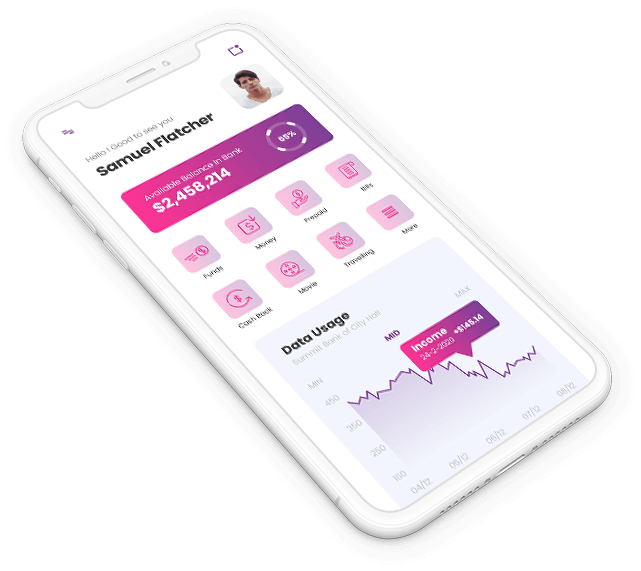 Hello ! Good to see you
Samuel Flatcher
Available Balance in Bank
$2,458,214
65%
Funds
Money
Prepaid
Bills
Cash Back
Movie
Travelling
More
Data Usage
Summit Bank of City Hall
MIN
MID
MAX
Income
24-2-2020
+$145.14
450
350
250
150
04/12
05/12
06/12
07/12
08/12